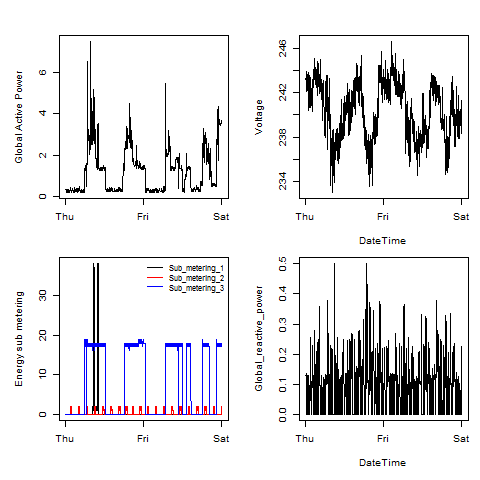 Global Active Power
6
4
2
0
Thu Fri Sat
Voltage
246
242
238
234
Thu Fri Sat
DateTime
Energy sub metering
30
20
10
0
Sub_metering_1
Sub_metering_2
Sub_metering_3
Thu Fri Sat
Global_reactive_power
0.5
0.4
0.3
0.2
0.1
0.0
Thu Fri Sat
DateTime